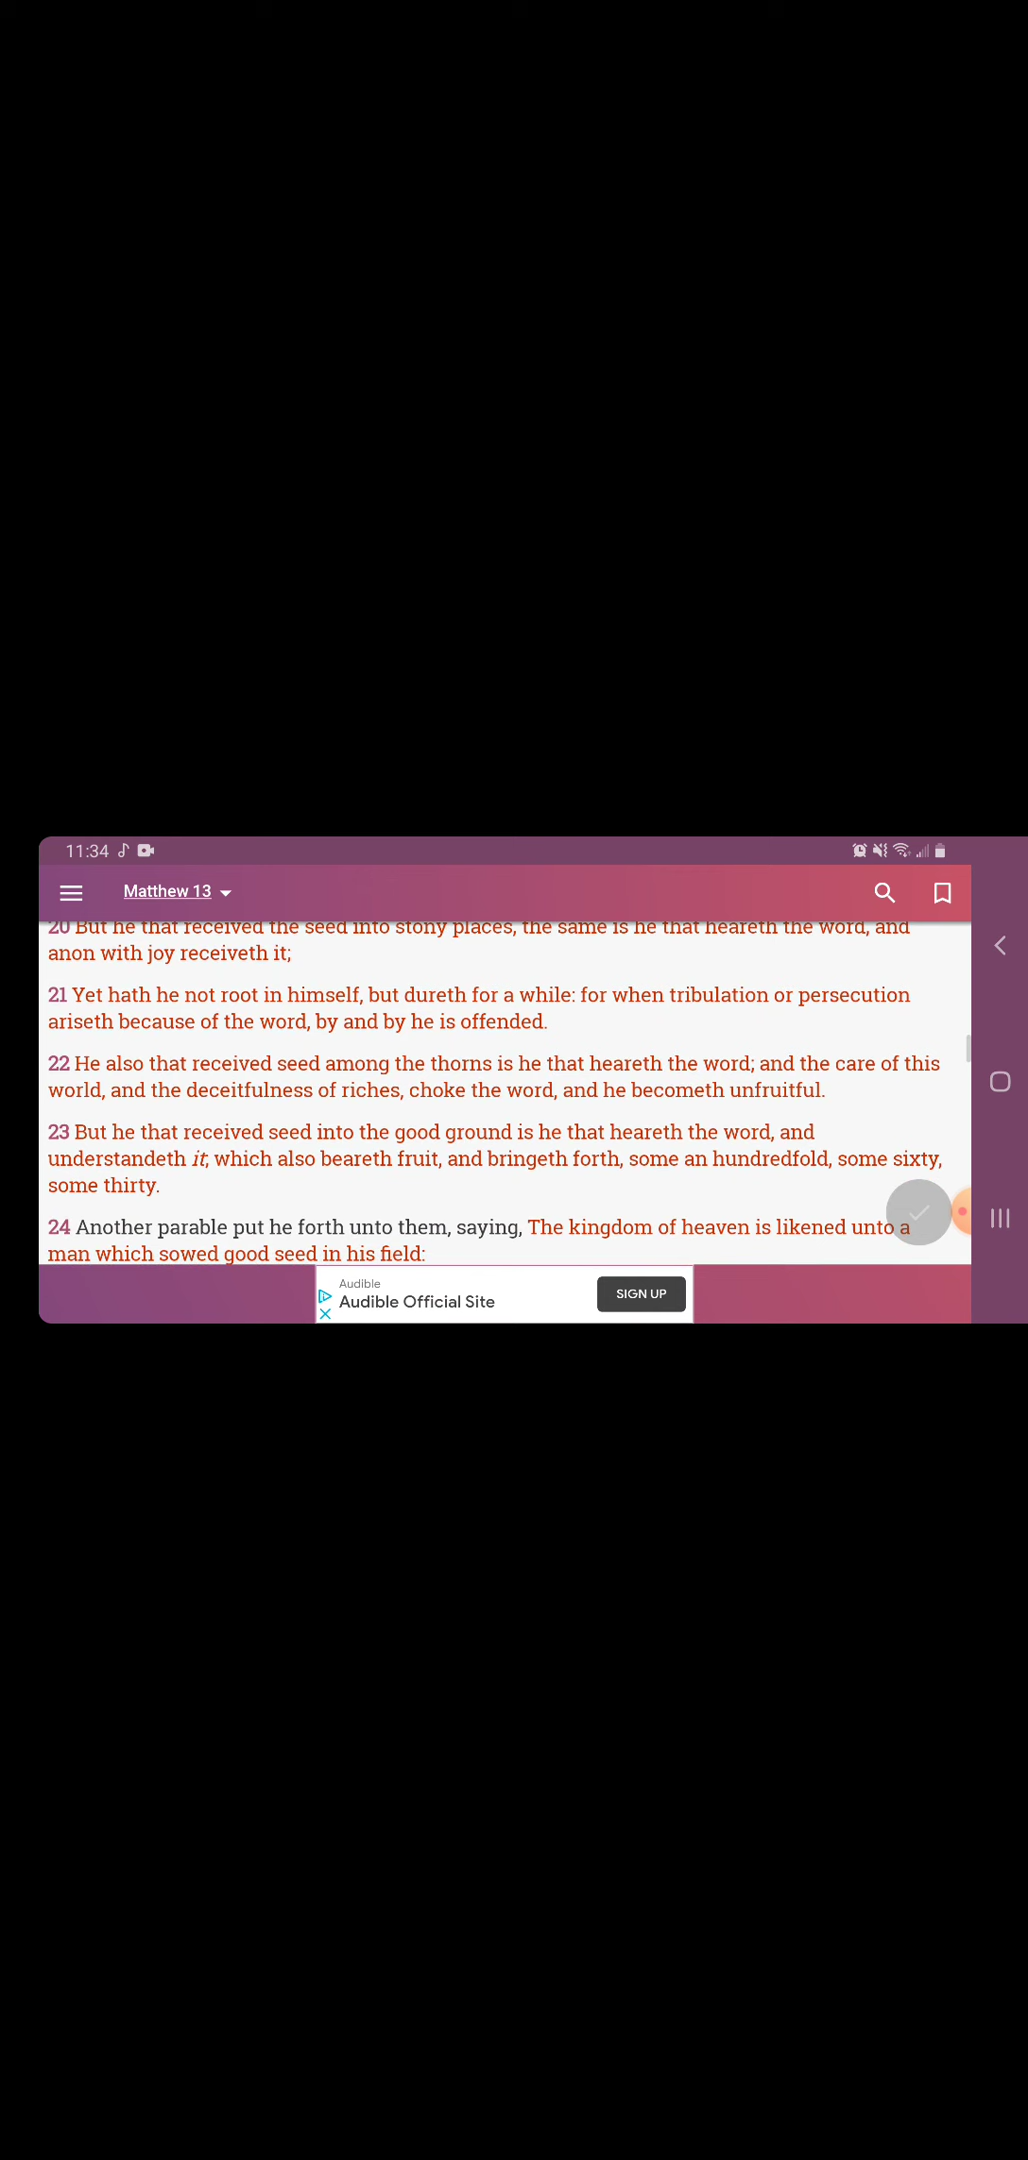 11:34
Matthew 13
20 But he that received the seed into stony places, the same is he that heareth the word, and
anon with joy receiveth it;
21 Yet hath he not root in himself, but dureth for a while: for when tribulation or persecution
ariseth because of the word, by and by he is offended.
22 He also that received seed among the thorns is he that heareth the word; and the care of this
world, and the deceitfulness of riches, choke the word, and he becometh unfruitful.
23 But he that received seed into the good ground is he that heareth the word, and
understandeth it; which also beareth fruit, and bringeth forth, some an hundredfold, some sixty,
some thirty.
24 Another parable put he forth unto them, saying, The kingdom of heaven is likened unto a
man which sowed good seed in his field:
Audible
Audible Official Site
SIGN UP